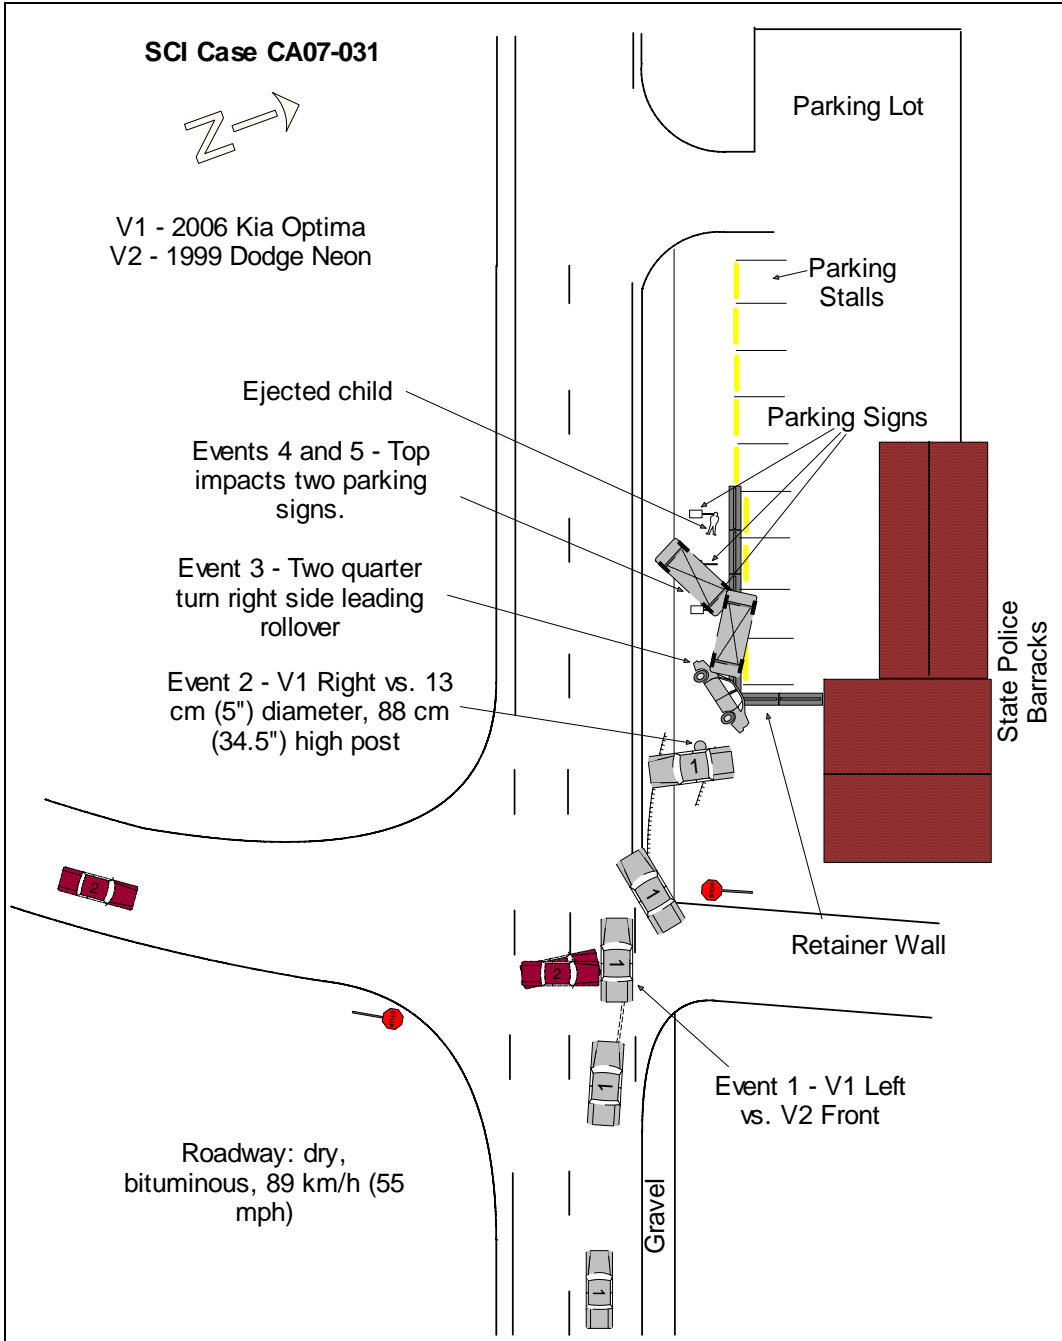 SCI Case CA07-031
N
V1 - 2006 Kia Optima
V2 - 1999 Dodge Neon
Parking Lot
Parking
Stalls
Ejected child
Parking Signs
Events 4 and 5 - Top
impacts two parking
signs.
Event 3 - Two quarter
turn right side leading
rollover
Event 2 - V1 Right vs. 13
cm (5") diameter, 88 cm
(34.5") high post
State Police
Barracks
1
1
2
STOP
Retainer Wall
2
1
STOP
1
Event 1 - V1 Left
vs. V2 Front
Roadway: dry,
bituminous, 89 km/h (55
mph)
Gravel
1